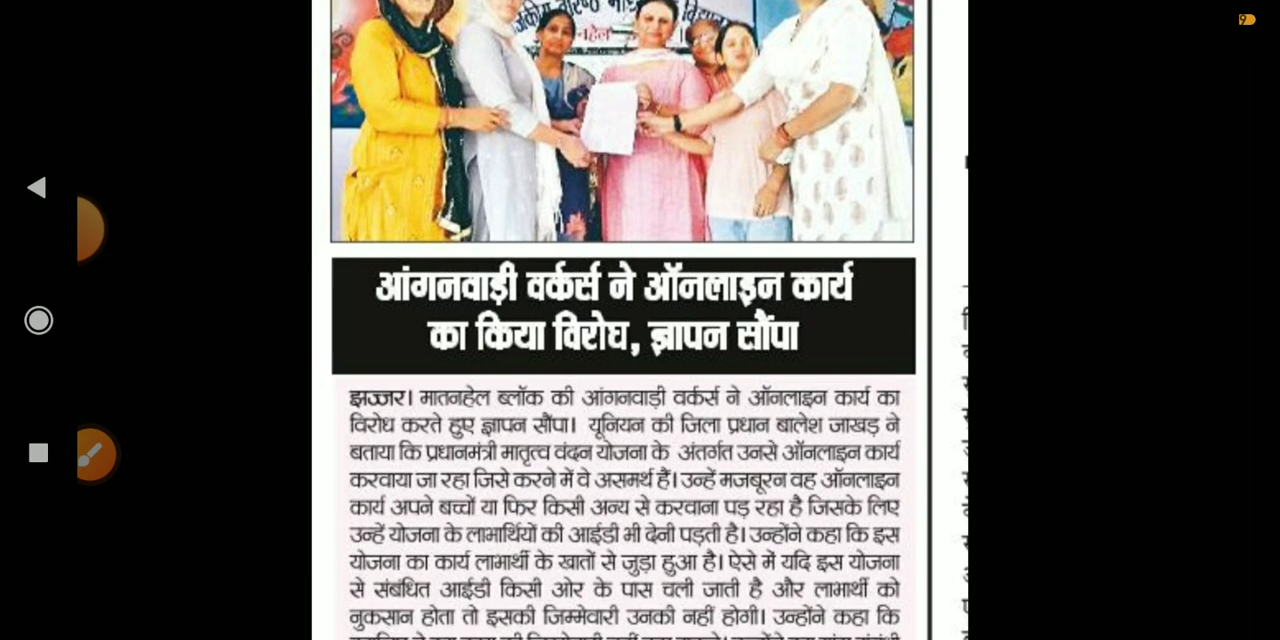 आंगनवाड़ी वर्कर्स ने ऑनलाइन कार्य
का किया विरोध, ज्ञापन सौंपा
झज्जर। मातनहेल ब्लॉक की आंगनवाड़ी वर्कर्स ने ऑनलाइन कार्य का
विरोध करते हुए ज्ञापन सौंपा। यूनियन की जिला प्रधान बालेश जाखड़ ने
बताया कि प्रधानमंत्री मातृत्व वंदन योजना के अंतर्गत उनसे ऑनलाइन कार्य
करवाया जा रहा जिसे करने में वे असमर्थ हैं। उन्हें मजबूरन वह ऑनलाइन
कार्य अपने बच्चों या फिर किसी अन्य से करवाना पड़ रहा है जिसके लिए
उन्हें योजना के लाभार्थियों की आईडी भी देनी पड़ती है। उन्होंने कहा कि इस
योजना का कार्य लाभार्थी के खातों से जुड़ा हुआ है। ऐसे में यदि इस योजना
से संबंधित आईडी किसी ओर के पास चली जाती है और लाभार्थी को
नुकसान होता तो इसकी जिम्मेवारी उनकी नहीं होगी। उन्होंने कहा कि